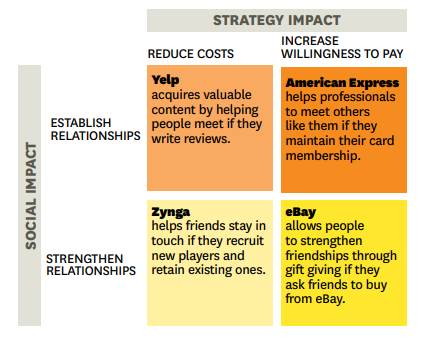 STRATEGY IMPACT
REDUCE COSTS
INCREASE
WILLINGNESS TO PAY
SOCIAL IMPACT
ESTABLISH
RELATIONSHIPS
Yelp
acquires valuable
content by helping
people meet if they
write reviews.
American Express
helps professionals
to meet others
like them if they
maintain their card
membership.
STRENGTHEN
RELATIONSHIPS
Zynga
helps friends stay in
touch if they recruit
new players and
retain existing ones.
eBay
allows people
to strengthen
friendships through
gift giving if they
ask friends to buy
from eBay.